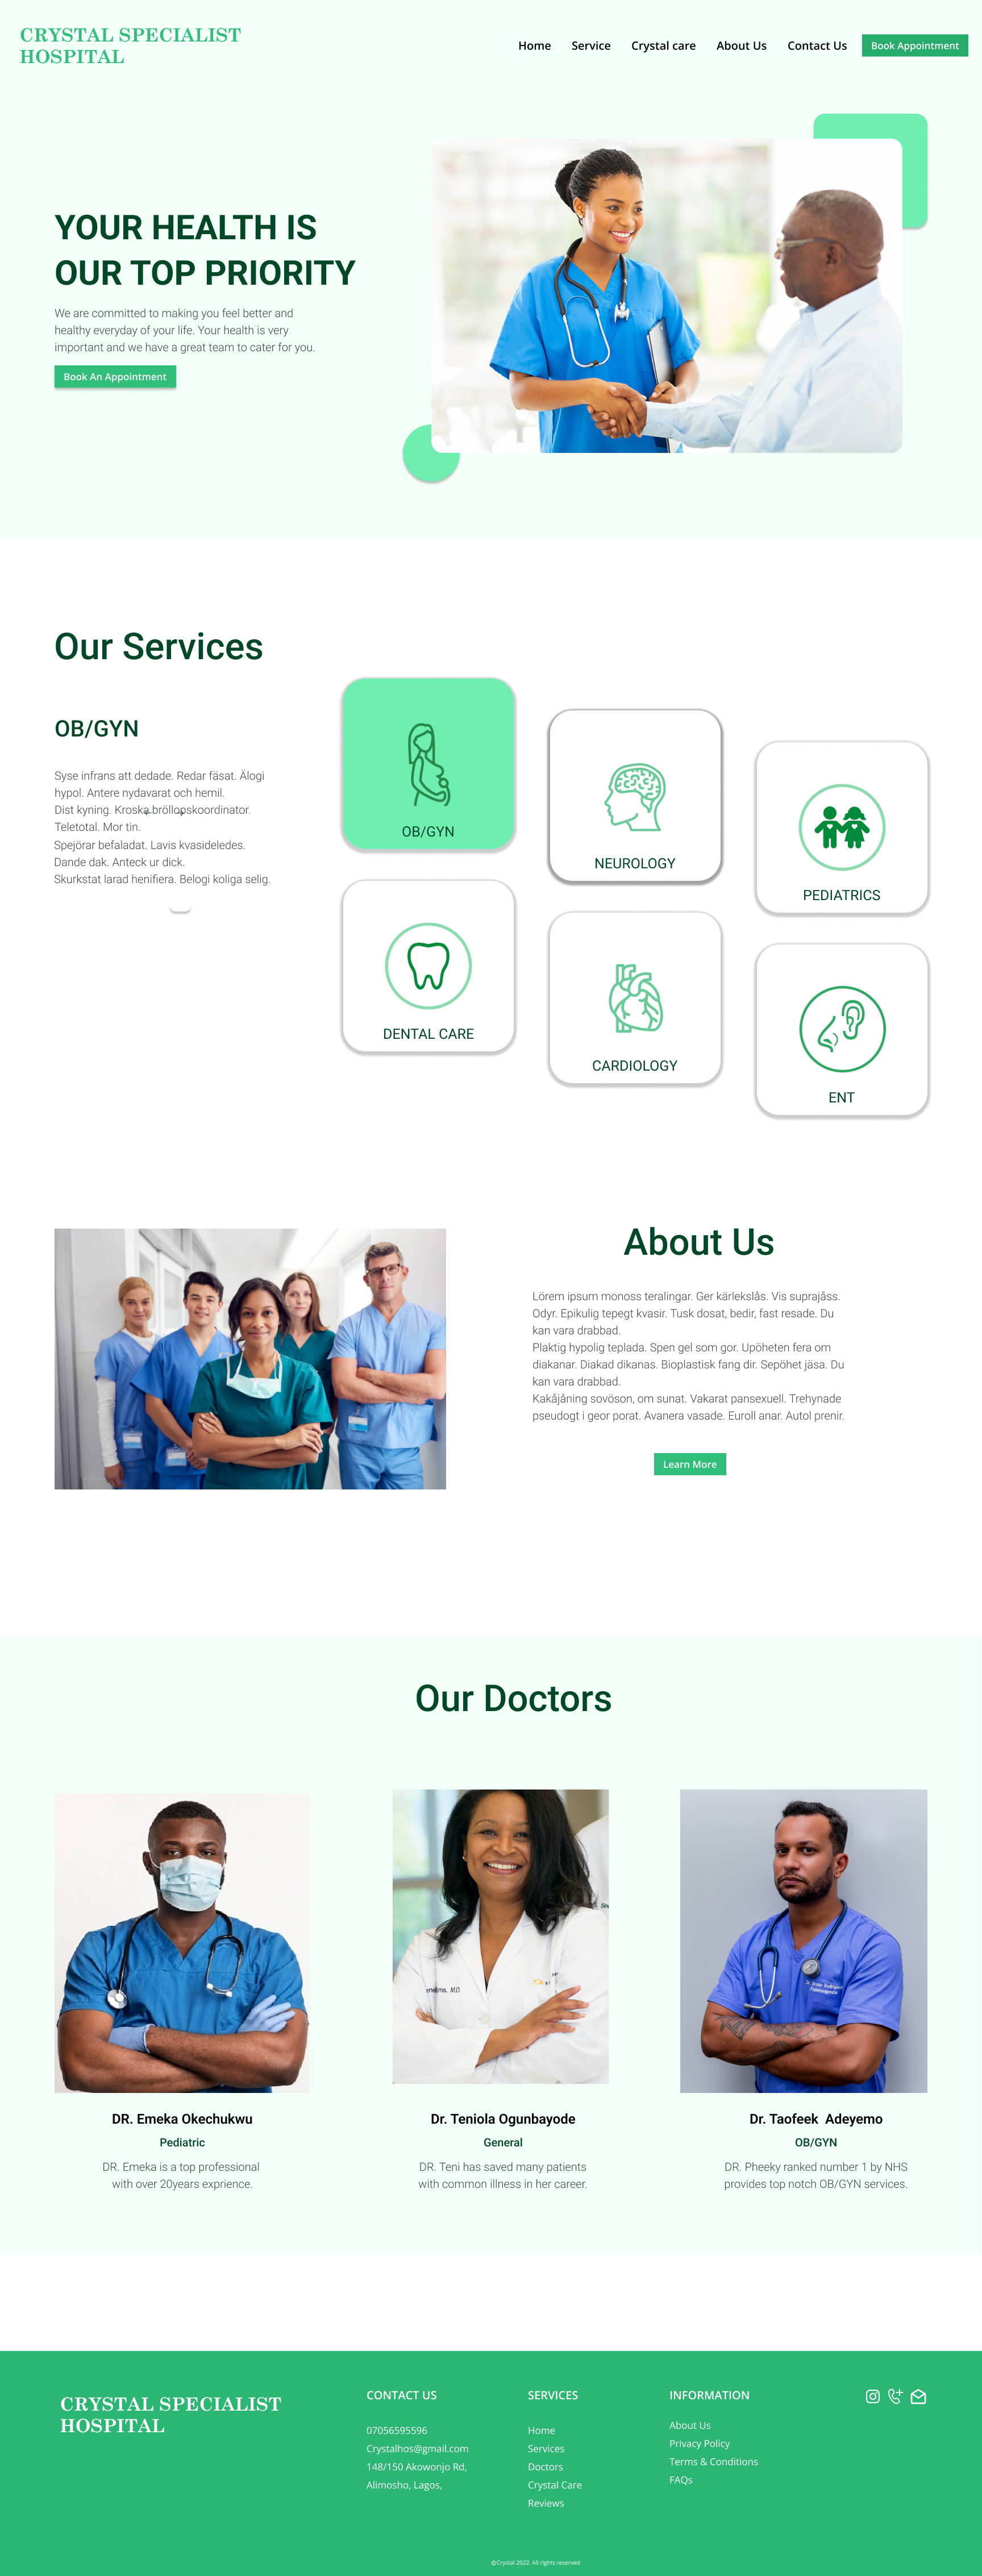 CRYSTAL SPECIALIST
HOSPITAL
Home Service Crystal care About Us Contact Us Book Appointment
YOUR HEALTH IS
OUR TOP PRIORITY
We are committed to making you feel better and
healthy everyday of your life. Your health is very
important and we have a great team to cater for you.
Book An Appointment
Our Services
OB/GYN
Syse infrans att dedade. Redar fäsat. Älogi
hypol. Antere nydavarat och hemil.
Dist kyning. Kroska bröllopskoordinator.
Teletotal. Mor tin.
Spejörar befaladat. Lavis kvasideledes.
Dande dak. Anteck ur dick.
Skurkstat larad henifiera. Belogi koliga selig.
OB/GYN
NEUROLOGY
PEDIATRICS
DENTAL CARE
CARDIOLOGY
ENT
About Us
Lörem ipsum monoss teralingar. Ger kärlekslås. Vis suprajåss.
Odyr. Epikulig tepegt kvasir. Tusk dosat, bedir, fast resade. Du
kan vara drabbad.
Plaktig hypolig teplada. Spen gel som gor. Upöheten fera om
diakanar. Diakad dikanas. Bioplastisk fang dir. Sepöhet jäsa. Du
kan vara drabbad.
Kakåjåning sovöson, om sunat. Vakarat pansexuell. Trehynade
pseudogt i geor porat. Avanera vasade. Euroll anar. Autol prenir.
Learn More
Our Doctors
DR. Emeka Okechukwu
Pediatric
DR. Emeka is a top professional
with over 20years exprience.
Dr. Teniola Ogunbayode
General
DR. Teni has saved many patients
with common illness in her career.
Dr. Taofeek Adeyemo
OB/GYN
DR. Pheeky ranked number 1 by NHS
provides top notch OB/GYN services.
CRYSTAL SPECIALIST
HOSPITAL
CONTACT US
07056595596
Crystalhos@gmail.com
148/150 Akowonjo Rd,
Alimosho, Lagos,
SERVICES
Home
Services
Doctors
Crystal Care
Reviews
INFORMATION
About Us
Privacy Policy
Terms & Conditions
FAQs
©Crystal 2022. All rights reserved